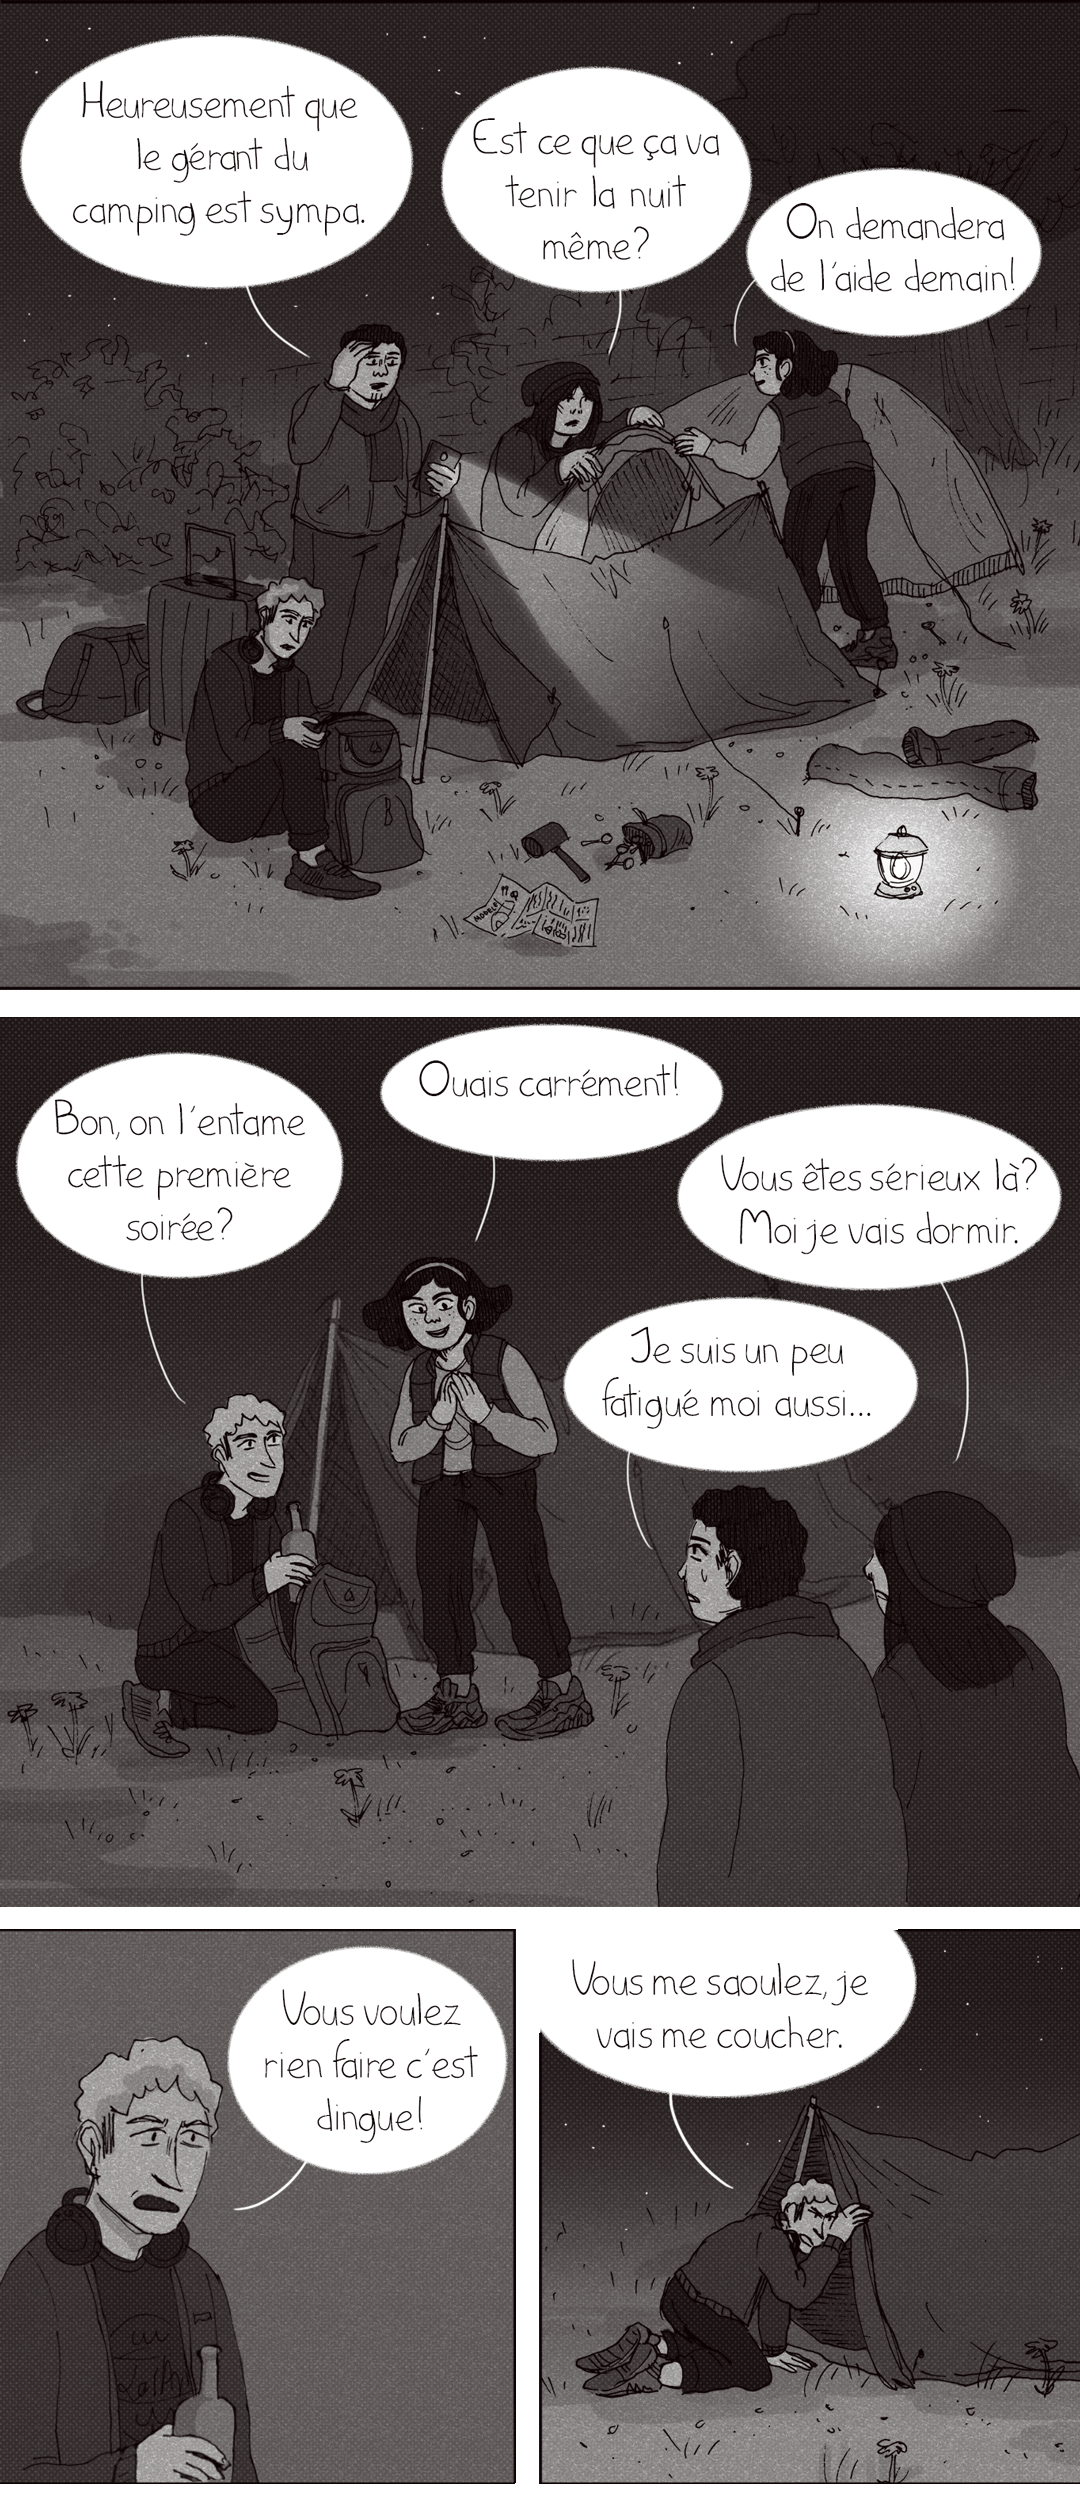 Heureusement que
le gérant du
camping est sympa.
Est ce que ça va
tenir la nuit
même?
On demandera
de l'aide demain!
Bon, on l'entame
cette première
soirée?
Ouais carrément!
Vous êtes sérieux là?
Moi je vais dormir.
Je suis un peu
fatigué moi aussi...
Vous voulez
rien faire c'est
dingue!
Vous me saoulez, je
vais me coucher.